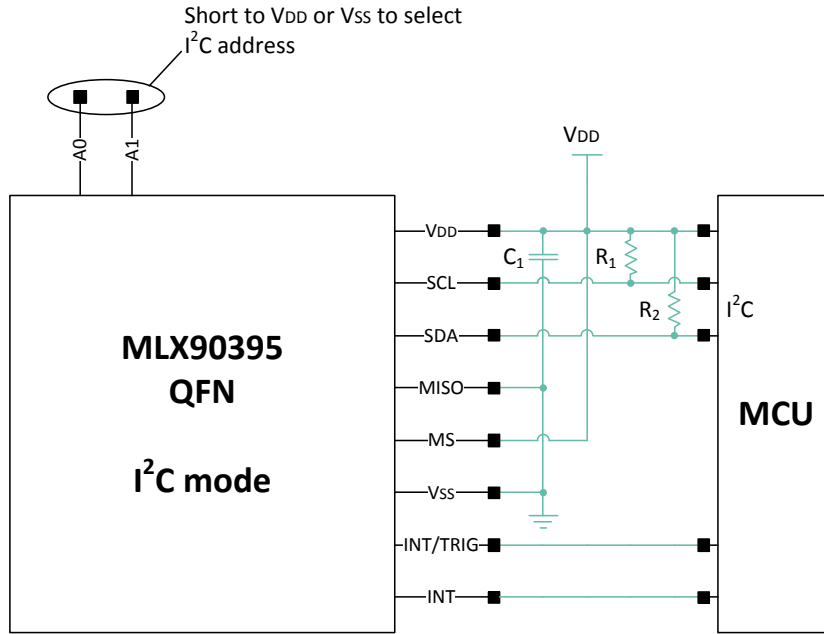 Short to VDD or VSS to select
I²C address
A0
A1
VDD
VDD
C₁
R₁
SCL
R₂
I²C
SDA
MLX90395
QFN
I²C mode
MISO
MS
VSS
INT/TRIG
INT
MCU